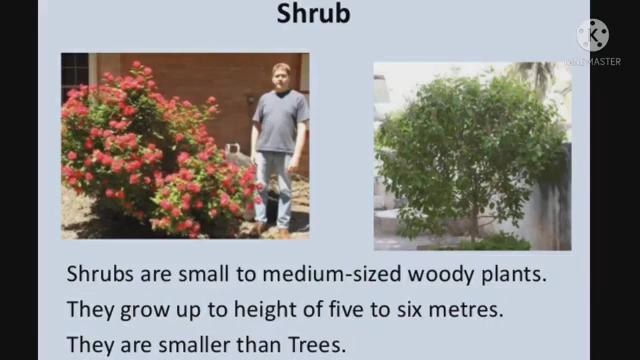 Shrub
K
KINEMASTER
Shrubs are small to medium-sized woody plants.
They grow up to height of five to six metres.
They are smaller than Trees.